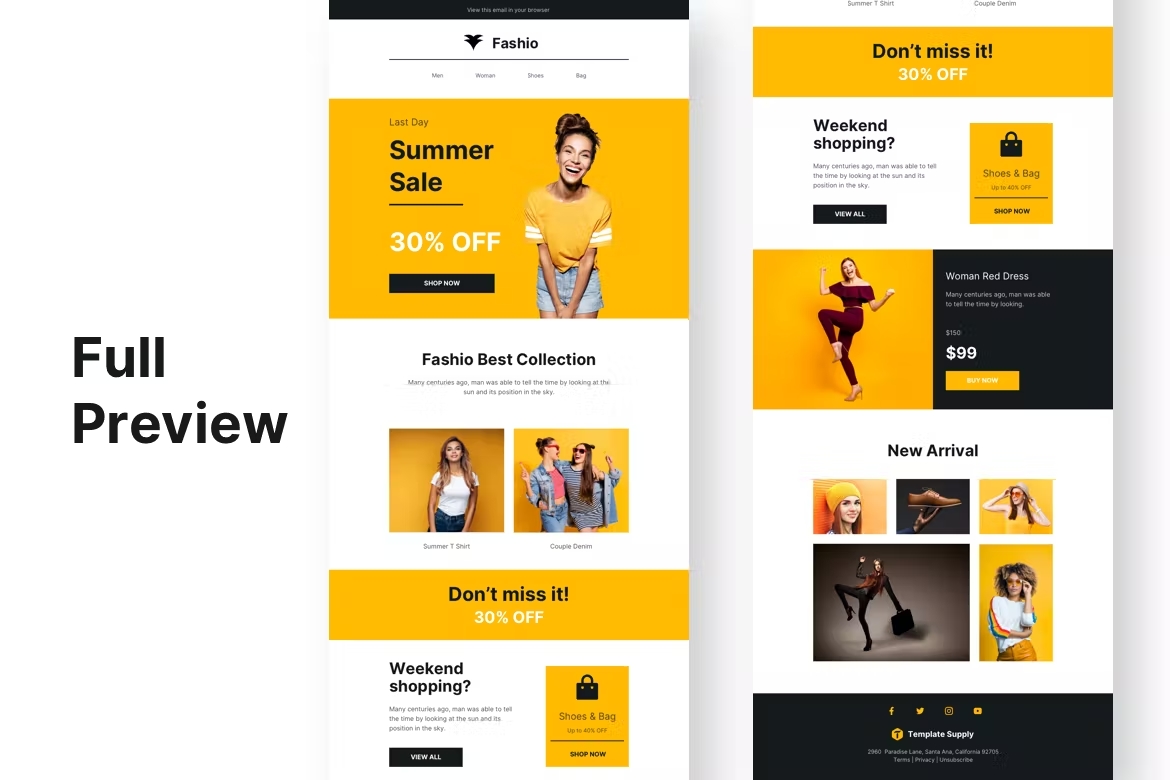 Full
Preview
View this email in your browser
Fashio
Men Woman Shoes Bag
Last Day
Summer
Sale
30% OFF
SHOP NOW
Fashio Best Collection
Many centuries ago, man was able to tell the time by looking at the
sun and its position in the sky.
Summer T Shirt Couple Denim
Don't miss it!
30% OFF
Weekend
shopping?
Many centuries ago, man was able to tell
the time by looking at the sun and its
position in the sky.
VIEW ALL
Shoes & Bag
Up to 40% OFF
SHOP NOW
Summer T Shirt Couple Denim
Don't miss it!
30% OFF
Weekend
shopping?
Many centuries ago, man was able to tell
the time by looking at the sun and its
position in the sky.
VIEW ALL
Shoes & Bag
Up to 40% OFF
SHOP NOW
Woman Red Dress
Many centuries ago, man was able
to tell the time by looking.
$150
$99
BUY NOW
New Arrival
Template Supply
2960 Paradise Lane, Santa Ana, California 92705
Terms | Privacy | Unsubscribe